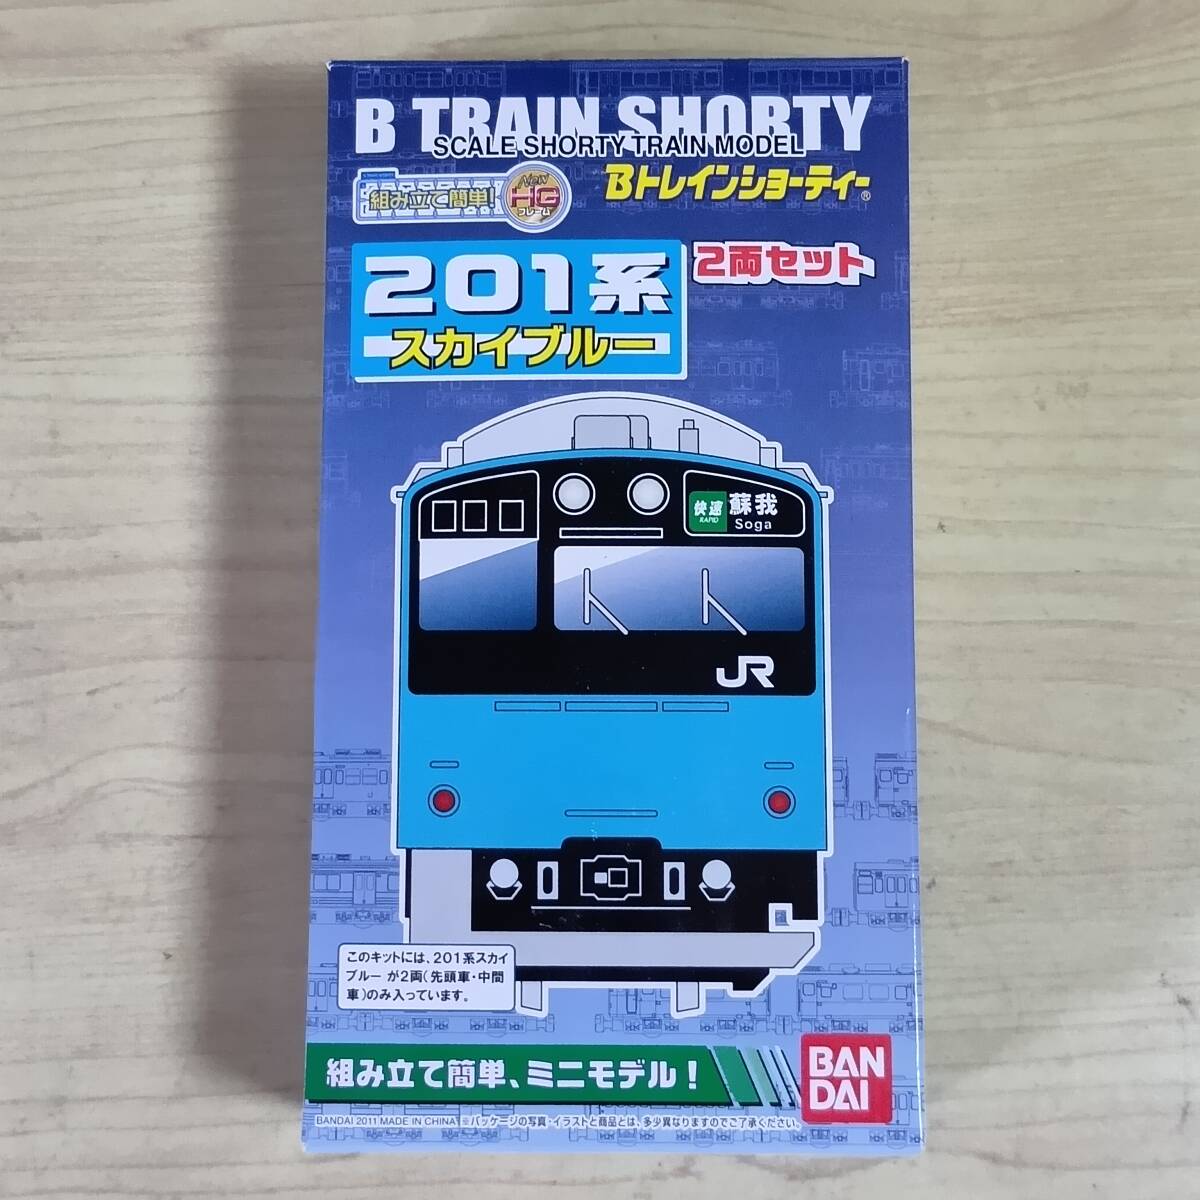 B TRAIN SHORTY
SCALE SHORTY TRAIN MODEL
組み立て簡単!
New
HG
フレーム
Bトレインショーティー®
201系
スカイブルー
2両セット
快速
RAPID
蘇我
Soga
JR
このキットには、201系スカイ
ブルー が2両(先頭車・中間
車)のみ入っています。
組み立て簡単、ミニモデル!
BAN
DAI
BANDAI 2011 MADE IN CHINA ※パッケージの写真・イラストと商品とは、多少異なりますのでご了承ください。